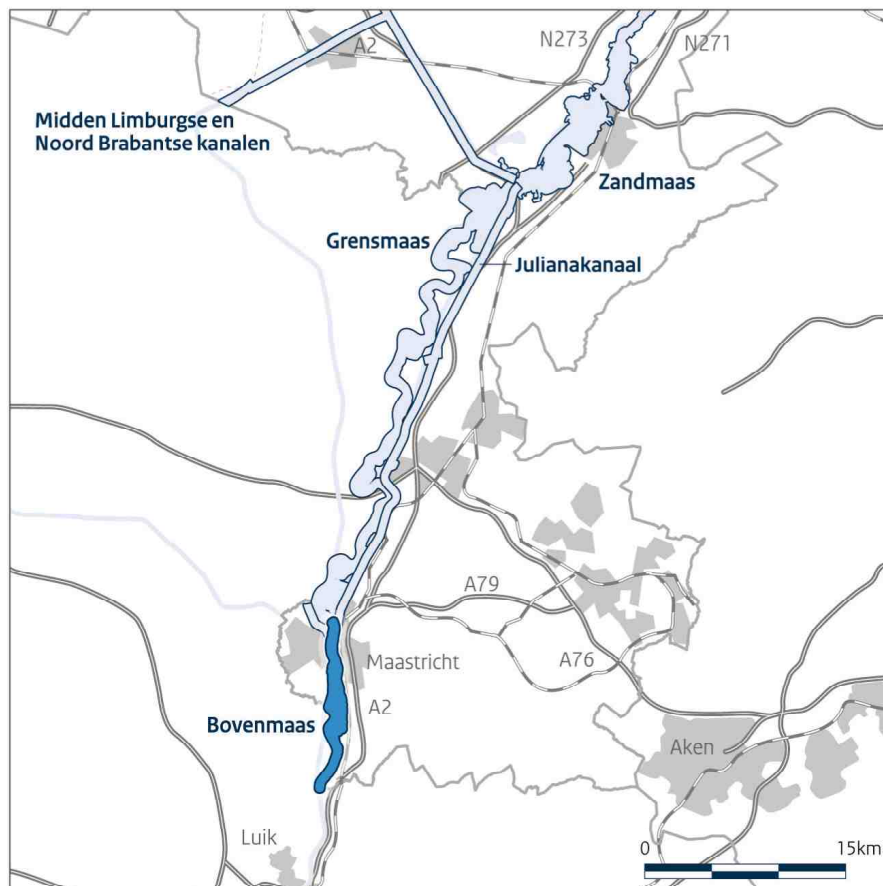 N273
A2
N271
Midden Limburgse en
Noord Brabantse kanalen
Zandmaas
Grensmaas
Julianakanaal
A79
Maastricht
A76
A2
Bovenmaas
Aken
Luik
0 15km